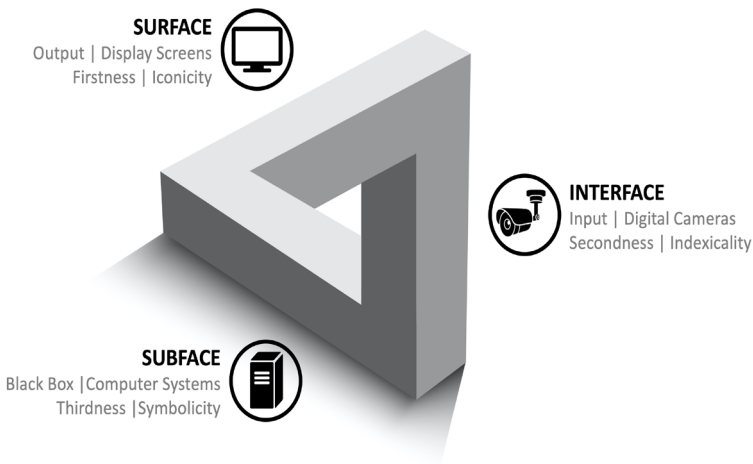 SURFACE
Output | Display Screens
Firstness | Iconicity
INTERFACE
Input | Digital Cameras
Secondness | Indexicality
SUBFACE
Black Box |Computer Systems
Thirdness |Symbolicity